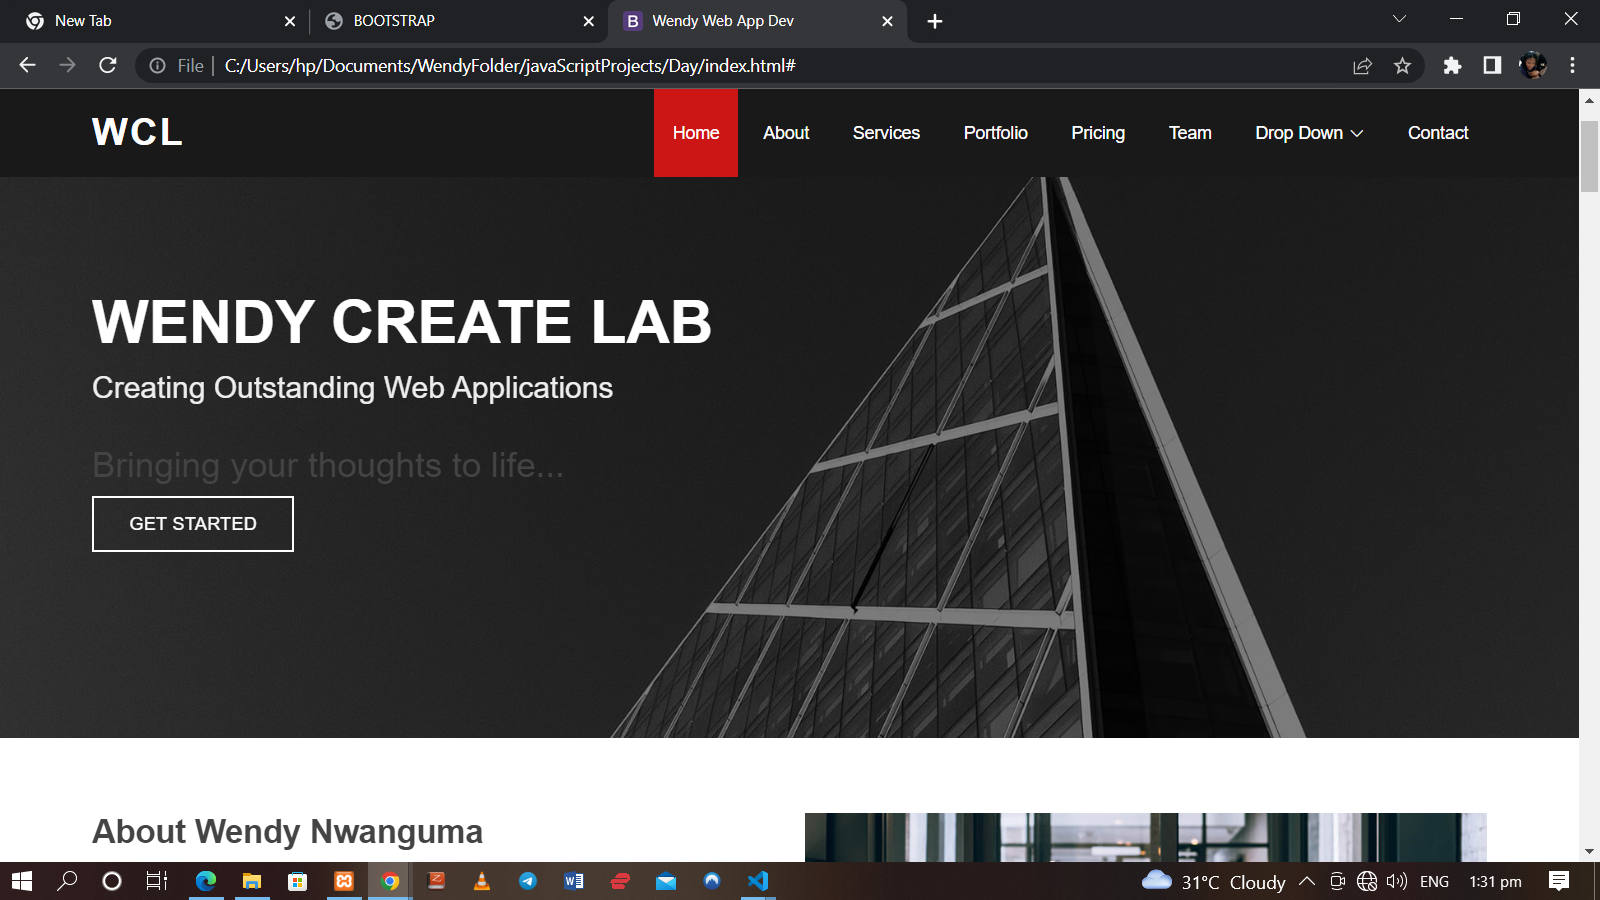 New Tab
BOOTSTRAP
B
Wendy Web App Dev
File
C:/Users/hp/Documents/WendyFolder/javaScriptProjects/Day/index.html#
WCL
Home
About
Services
Portfolio
Pricing
Team
Drop Down
Contact
WENDY CREATE LAB
Creating Outstanding Web Applications
Bringing your thoughts to life...
GET STARTED
About Wendy Nwanguma
31°C Cloudy
ENG
1:31 pm